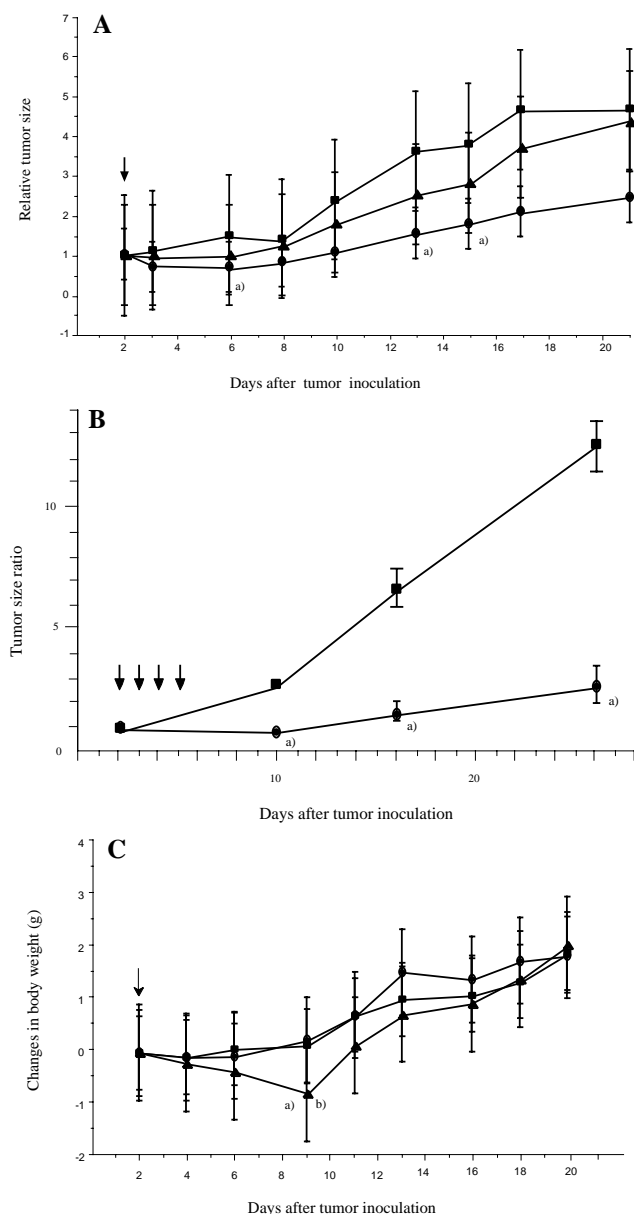 A
7
6
5
4
3
2
1
0
-1
Relative tumor size
a)
a)
a)
2 4 6 8 10 12 14 16 18 20
Days after tumor inoculation
B
10
5
0
Tumor size ratio
a)
a)
a)
10 20
Days after tumor inoculation
C
4
3
2
1
0
-1
-2
Changes in body weight (g)
a) b)
2 4 6 8 10 12 14 16 18 20
Days after tumor inoculation